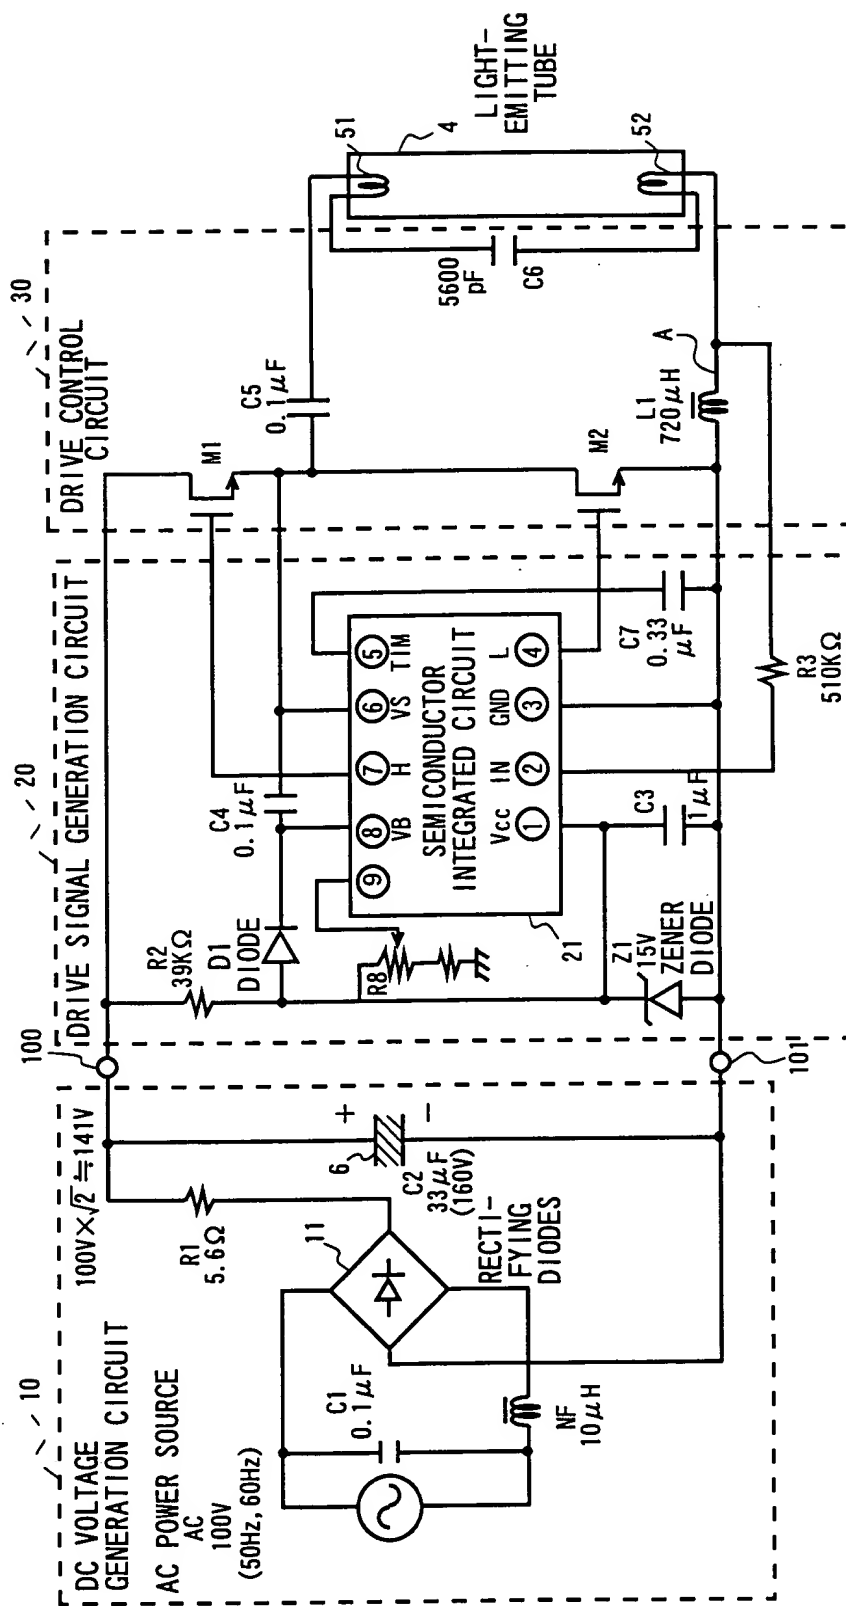 DC VOLTAGE
GENERATION CIRCUIT
10
AC POWER SOURCE
AC
100V
(50Hz, 60Hz)
C1
0.1μF
NF
10μH
11
RECTI-
FYING
DIODES
R1
5.6Ω
100V×√2≒141V
6
+
−
C2
33μF
(160V)
100
101
DRIVE SIGNAL GENERATION CIRCUIT
20
R2
39KΩ
D1
DIODE
R8
C4
0.1μF
9
8
7
6
5
VB
H
VS
TIM
SEMICONDUCTOR
INTEGRATED CIRCUIT
Vcc
IN
GND
L
1
2
3
4
21
Z1
15V
ZENER
DIODE
C3
1μF
C7
0.33
μF
R3
510KΩ
DRIVE CONTROL
CIRCUIT
30
M1
M2
C5
0.1μF
L1
720μH
A
5600
pF
C6
51
4
52
LIGHT-
EMITTING
TUBE